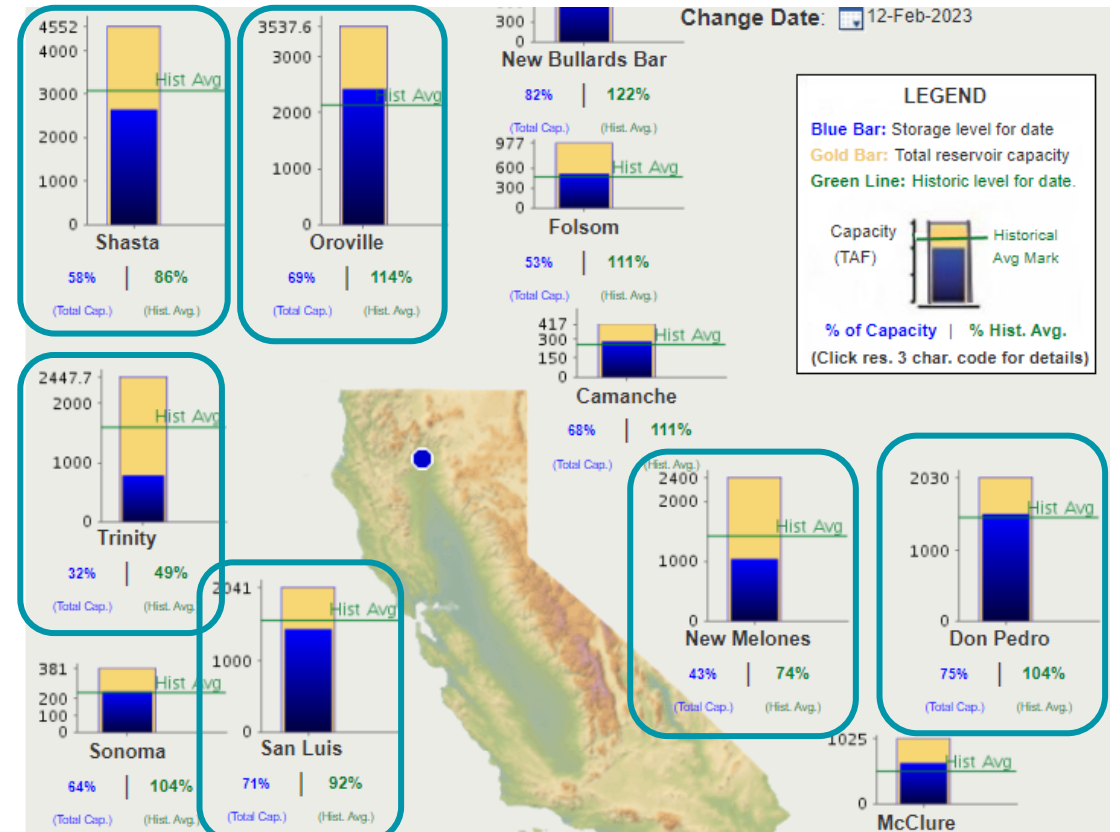 Change Date: 12-Feb-2023
4552
4000
3000
2000
1000
0
Hist Avg
Shasta
58% | 86%
(Total Cap.) (Hist. Avg.)
3537.6
3000
2000
1000
0
Hist Avg
Oroville
69% | 114%
(Total Cap.) (Hist. Avg.)
300
0
New Bullards Bar
82% | 122%
(Total Cap.) (Hist. Avg.)
977
600
300
0
Hist Avg
Folsom
53% | 111%
(Total Cap.) (Hist. Avg.)
417
300
150
0
Hist Avg
Camanche
68% | 111%
(Total Cap.) (Hist. Avg.)
LEGEND
Blue Bar: Storage level for date
Gold Bar: Total reservoir capacity
Green Line: Historic level for date.
Capacity
(TAF)
Historical
Avg Mark
% of Capacity | % Hist. Avg.
(Click res. 3 char. code for details)
2447.7
2000
1000
0
Hist Avg
Trinity
32% | 49%
(Total Cap.) (Hist. Avg.
381
200
100
0
Hist Avg
Sonoma
64% | 104%
(Total Cap.) (Hist. Avg.
2041
1000
0
Hist Avg
San Luis
71% | 92%
(Total Cap.) (Hist. Avg.)
2400
2000
1000
0
Hist Avg
New Melones
43% | 74%
(Total Cap.) (Hist. Avg.)
2030
1000
0
Hist Avg
Don Pedro
75% | 104%
(Total Cap.) (Hist. Avg.)
1025
0
Hist Avg
McClure